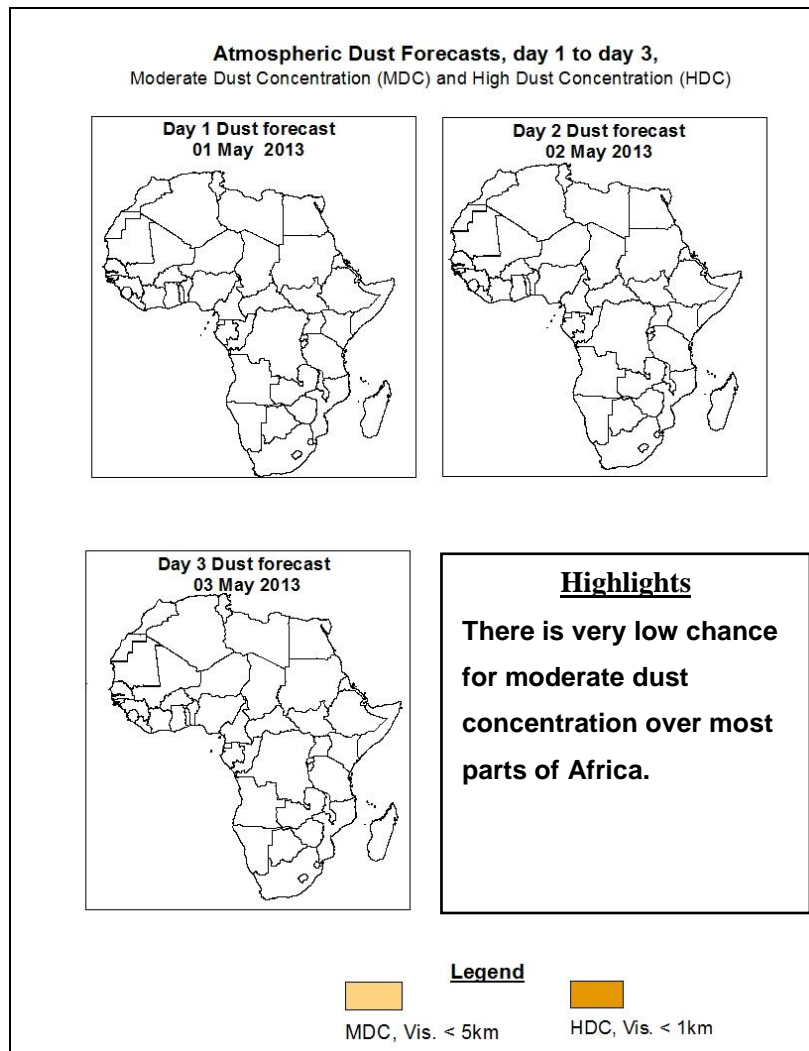 Atmospheric Dust Forecasts, day 1 to day 3,
Moderate Dust Concentration (MDC) and High Dust Concentration (HDC)
Day 1 Dust forecast
01 May 2013
Day 2 Dust forecast
02 May 2013
Day 3 Dust forecast
03 May 2013
Highlights
There is very low chance
for moderate dust
concentration over most
parts of Africa.
Legend
MDC, Vis. < 5km
HDC, Vis. < 1km